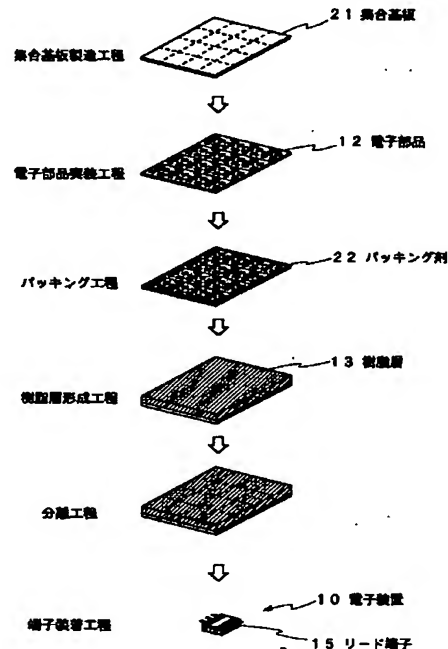 21 集合基板
集合基板製造工程
12 電子部品
電子部品実装工程
22 パッキング剤
パッキング工程
13 樹脂層
樹脂層形成工程
分離工程
10 電子装置
端子装着工程
15 リード端子